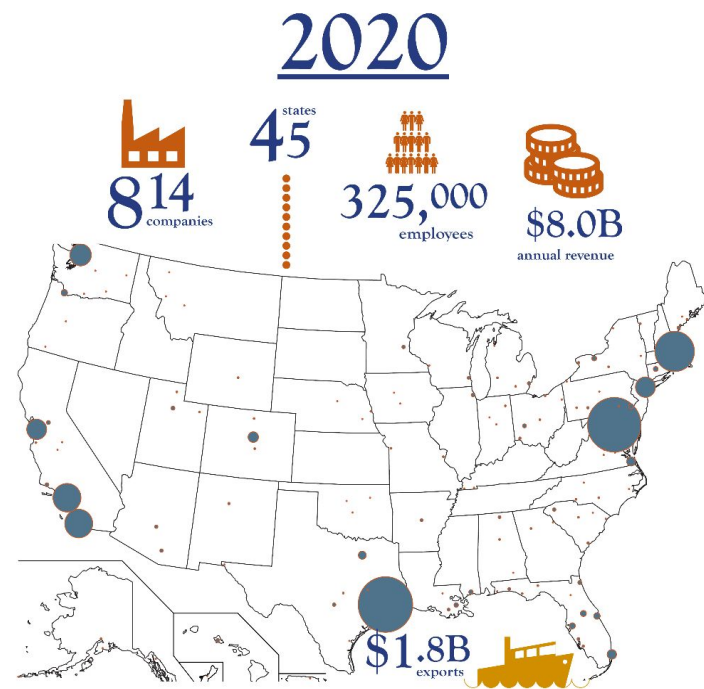 2020
814
companies
45
states
325,000
employees
$8.0B
annual revenue
$1.8B
exports